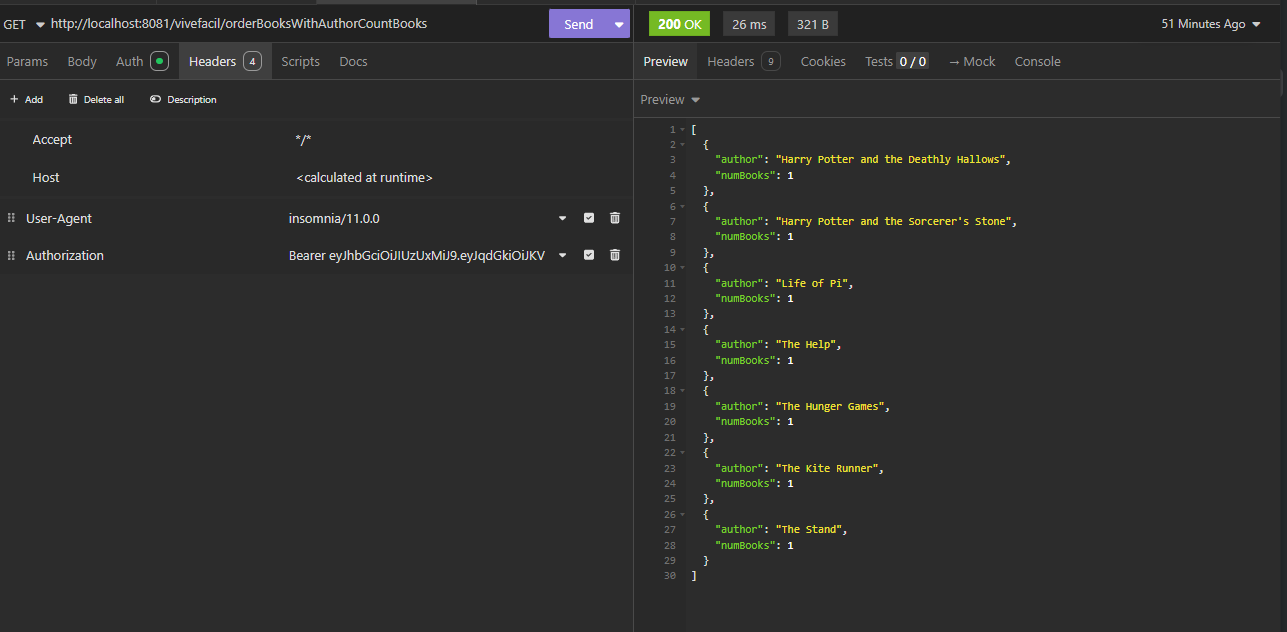 GET http://localhost:8081/vivefacil/orderBooksWithAuthorCountBooks Send
Params Body Auth Headers 4 Scripts Docs
+ Add Delete all Description
Accept */*
Host <calculated at runtime>
User-Agent insomnia/11.0.0
Authorization Bearer eyJhbGciOiJIUzUxMiJ9.eyJqdGkiOiJKV
200 OK 26 ms 321 B 51 Minutes Ago
Preview Headers 9 Cookies Tests 0 / 0 → Mock Console
Preview
1 [
2 {
3 "author": "Harry Potter and the Deathly Hallows",
4 "numBooks": 1
5 },
6 {
7 "author": "Harry Potter and the Sorcerer's Stone",
8 "numBooks": 1
9 },
10 {
11 "author": "Life of Pi",
12 "numBooks": 1
13 },
14 {
15 "author": "The Help",
16 "numBooks": 1
17 },
18 {
19 "author": "The Hunger Games",
20 "numBooks": 1
21 },
22 {
23 "author": "The Kite Runner",
24 "numBooks": 1
25 },
26 {
27 "author": "The Stand",
28 "numBooks": 1
29 }
30 ]